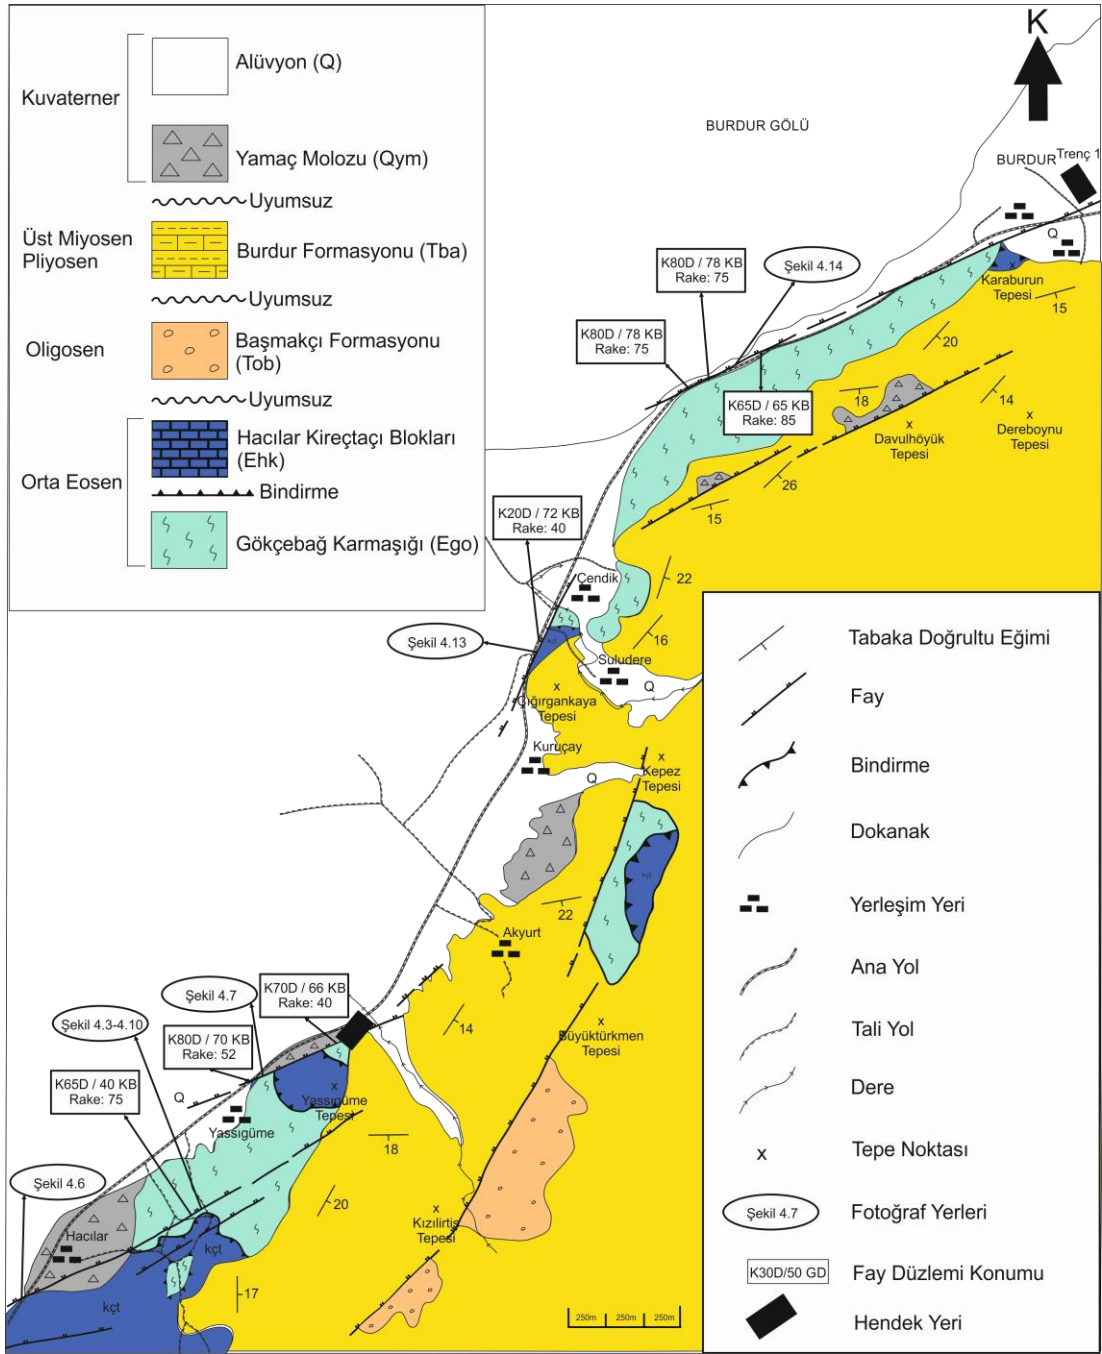 Kuvaterner
Alüvyon (Q)
Yamaç Molozu (Qym)
Uyumsuz
Üst Miyosen
Pliyosen
Burdur Formasyonu (Tba)
Uyumsuz
Oligosen
Başmakçı Formasyonu
(Tob)
Uyumsuz
Orta Eosen
Hacılar Kireçtaşı Blokları
(Ehk)
Bindirme
Gökçebağ Karmaşığı (Ego)
K
BURDUR GÖLÜ
BURDUR
Trenç 1
Q
Karaburun
Tepesi
15
K80D / 78 KB
Rake: 75
Şekil 4.14
K80D / 78 KB
Rake: 75
K65D / 65 KB
Rake: 85
20
18
14
Davulhöyük
Tepesi
Dereboynu
Tepesi
26
15
K20D / 72 KB
Rake: 40
Çendik
22
16
Şekil 4.13
kçt
Suludere
Q
Çığırgankaya
Tepesi
Kuruçay
Q
Kepez
Tepesi
kçt
22
Akyurt
14
Büyüktürkmen
Tepesi
Şekil 4.7
K70D / 66 KB
Rake: 40
Şekil 4.3-4.10
K80D / 70 KB
Rake: 52
K65D / 40 KB
Rake: 75
Q
Yassıgüme
Yassıgüme
Tepesi
18
20
Şekil 4.6
Hacılar
kçt
kçt
17
Kızılırtiş
Tepesi
250m
250m
250m
Tabaka Doğrultu Eğimi
Fay
Bindirme
Dokanak
Yerleşim Yeri
Ana Yol
Tali Yol
Dere
x
Tepe Noktası
Şekil 4.7
Fotoğraf Yerleri
K30D/50 GD
Fay Düzlemi Konumu
Hendek Yeri